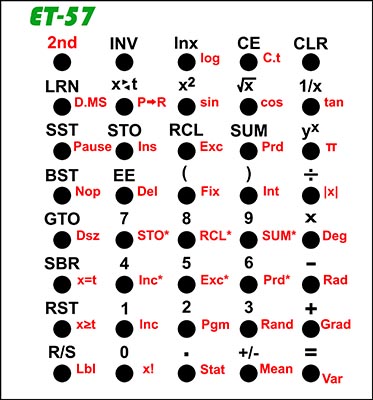 ET-57
2nd INV lnx CE CLR
log C.t
LRN x⇄t x² √x 1/x
D.MS P→R sin cos tan
SST STO RCL SUM yˣ
Pause Ins Exc Prd π
BST EE ( ) ÷
Nop Del Fix Int |x|
GTO 7 8 9 ×
Dsz STO* RCL* SUM* Deg
SBR 4 5 6 -
x=t Inc* Exc* Prd* Rad
RST 1 2 3 +
x≥t Inc Pgm Rand Grad
R/S 0 . +/- =
Lbl x! Stat Mean Var